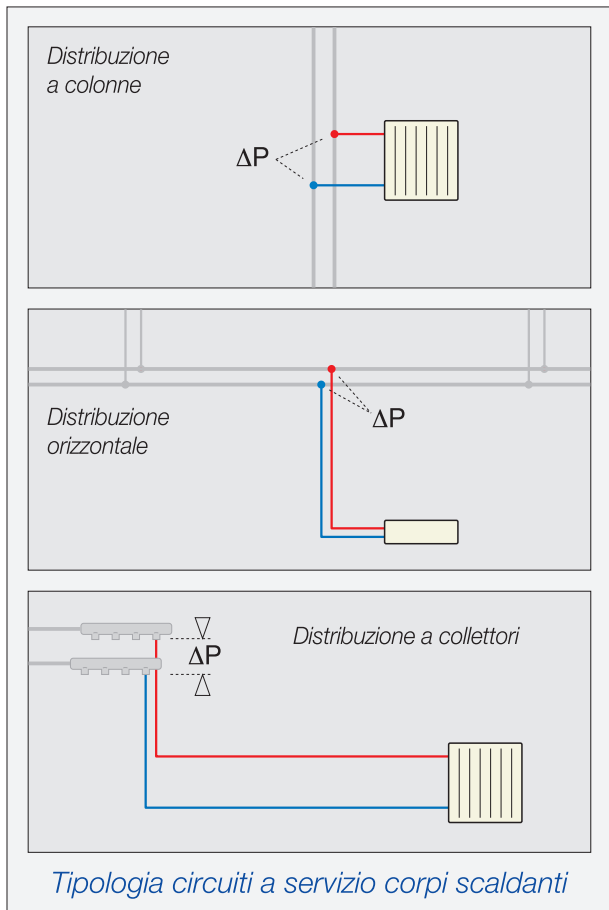 Distribuzione
a colonne
ΔP
Distribuzione
orizzontale
ΔP
Distribuzione a collettori
ΔP
Tipologia circuiti a servizio corpi scaldanti